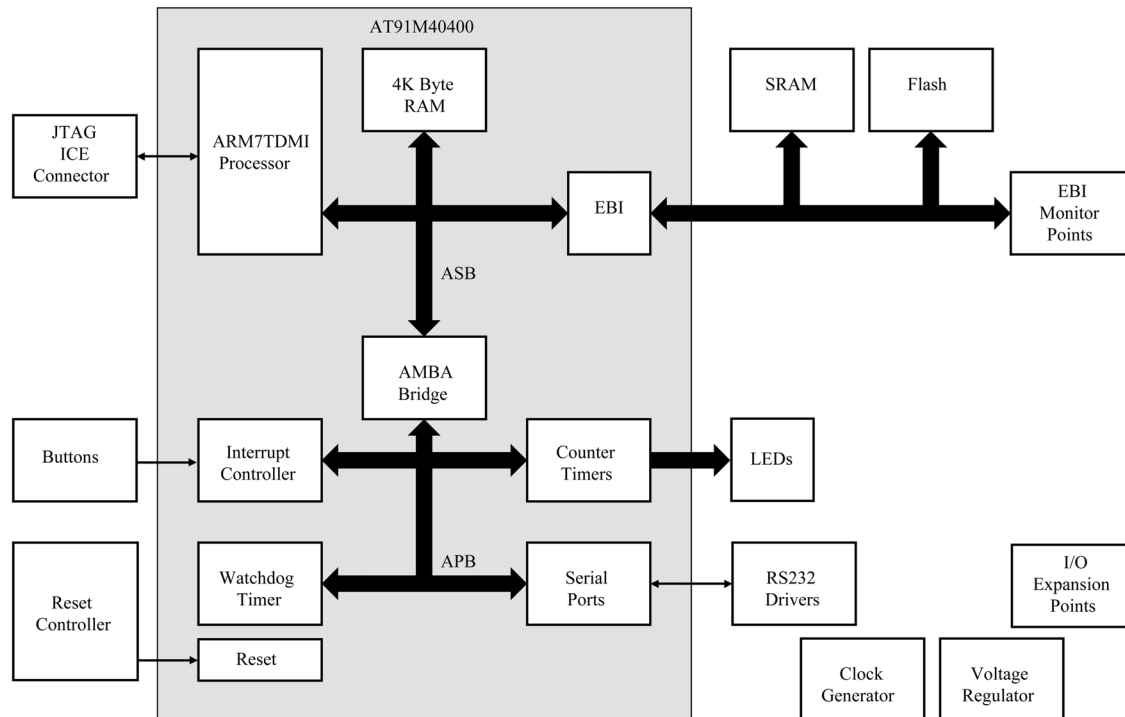 AT91M40400
4K Byte
RAM
SRAM
Flash
JTAG
ICE
Connector
ARM7TDMI
Processor
EBI
EBI
Monitor
Points
ASB
AMBA
Bridge
Buttons
Interrupt
Controller
Counter
Timers
LEDs
Reset
Controller
Watchdog
Timer
APB
Serial
Ports
RS232
Drivers
I/O
Expansion
Points
Reset
Clock
Generator
Voltage
Regulator